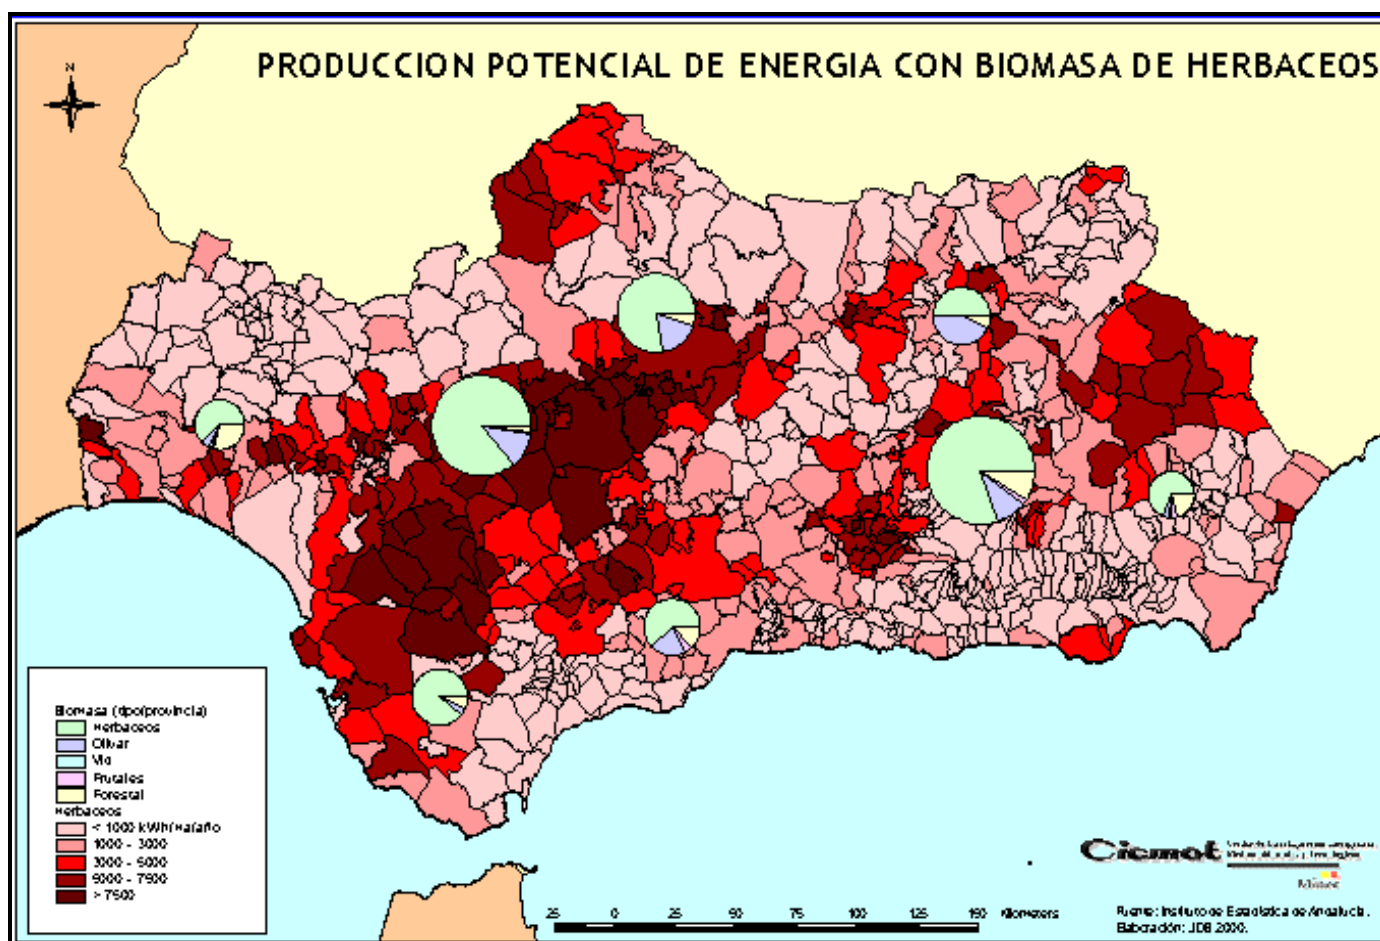 PRODUCCION POTENCIAL DE ENERGIA CON BIOMASA DE HERBACEOS
N
Biomasa (tipo/provincia)
Herbaceos
Olivar
Vid
Frutales
Forestal
Herbaceos
< 1000 kWh/Ha/año
1000 - 3000
3000 - 5000
5000 - 7500
> 7500
25 0 25 50 75 100 125 150 Kilometers
Cicmot
Fuente: Instituto de Estadística de Andalucía.
Elaboración: JDB 2000.